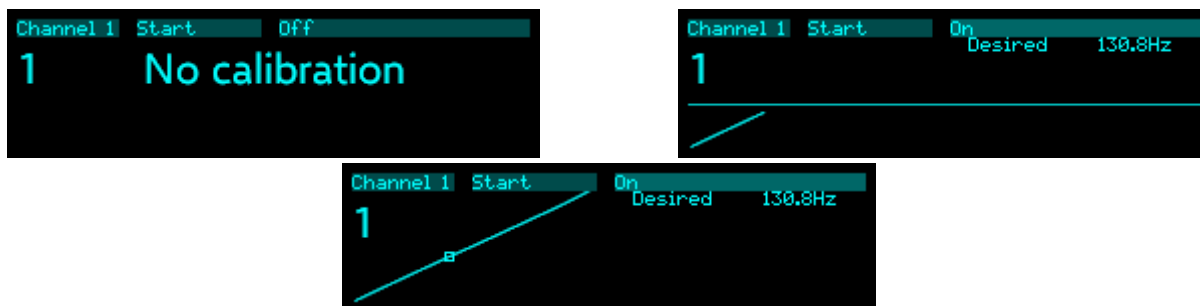 Channel 1 Start Off
1 No calibration
Channel 1 Start On
Desired 130.8Hz
1
Channel 1 Start On
Desired 130.8Hz
1